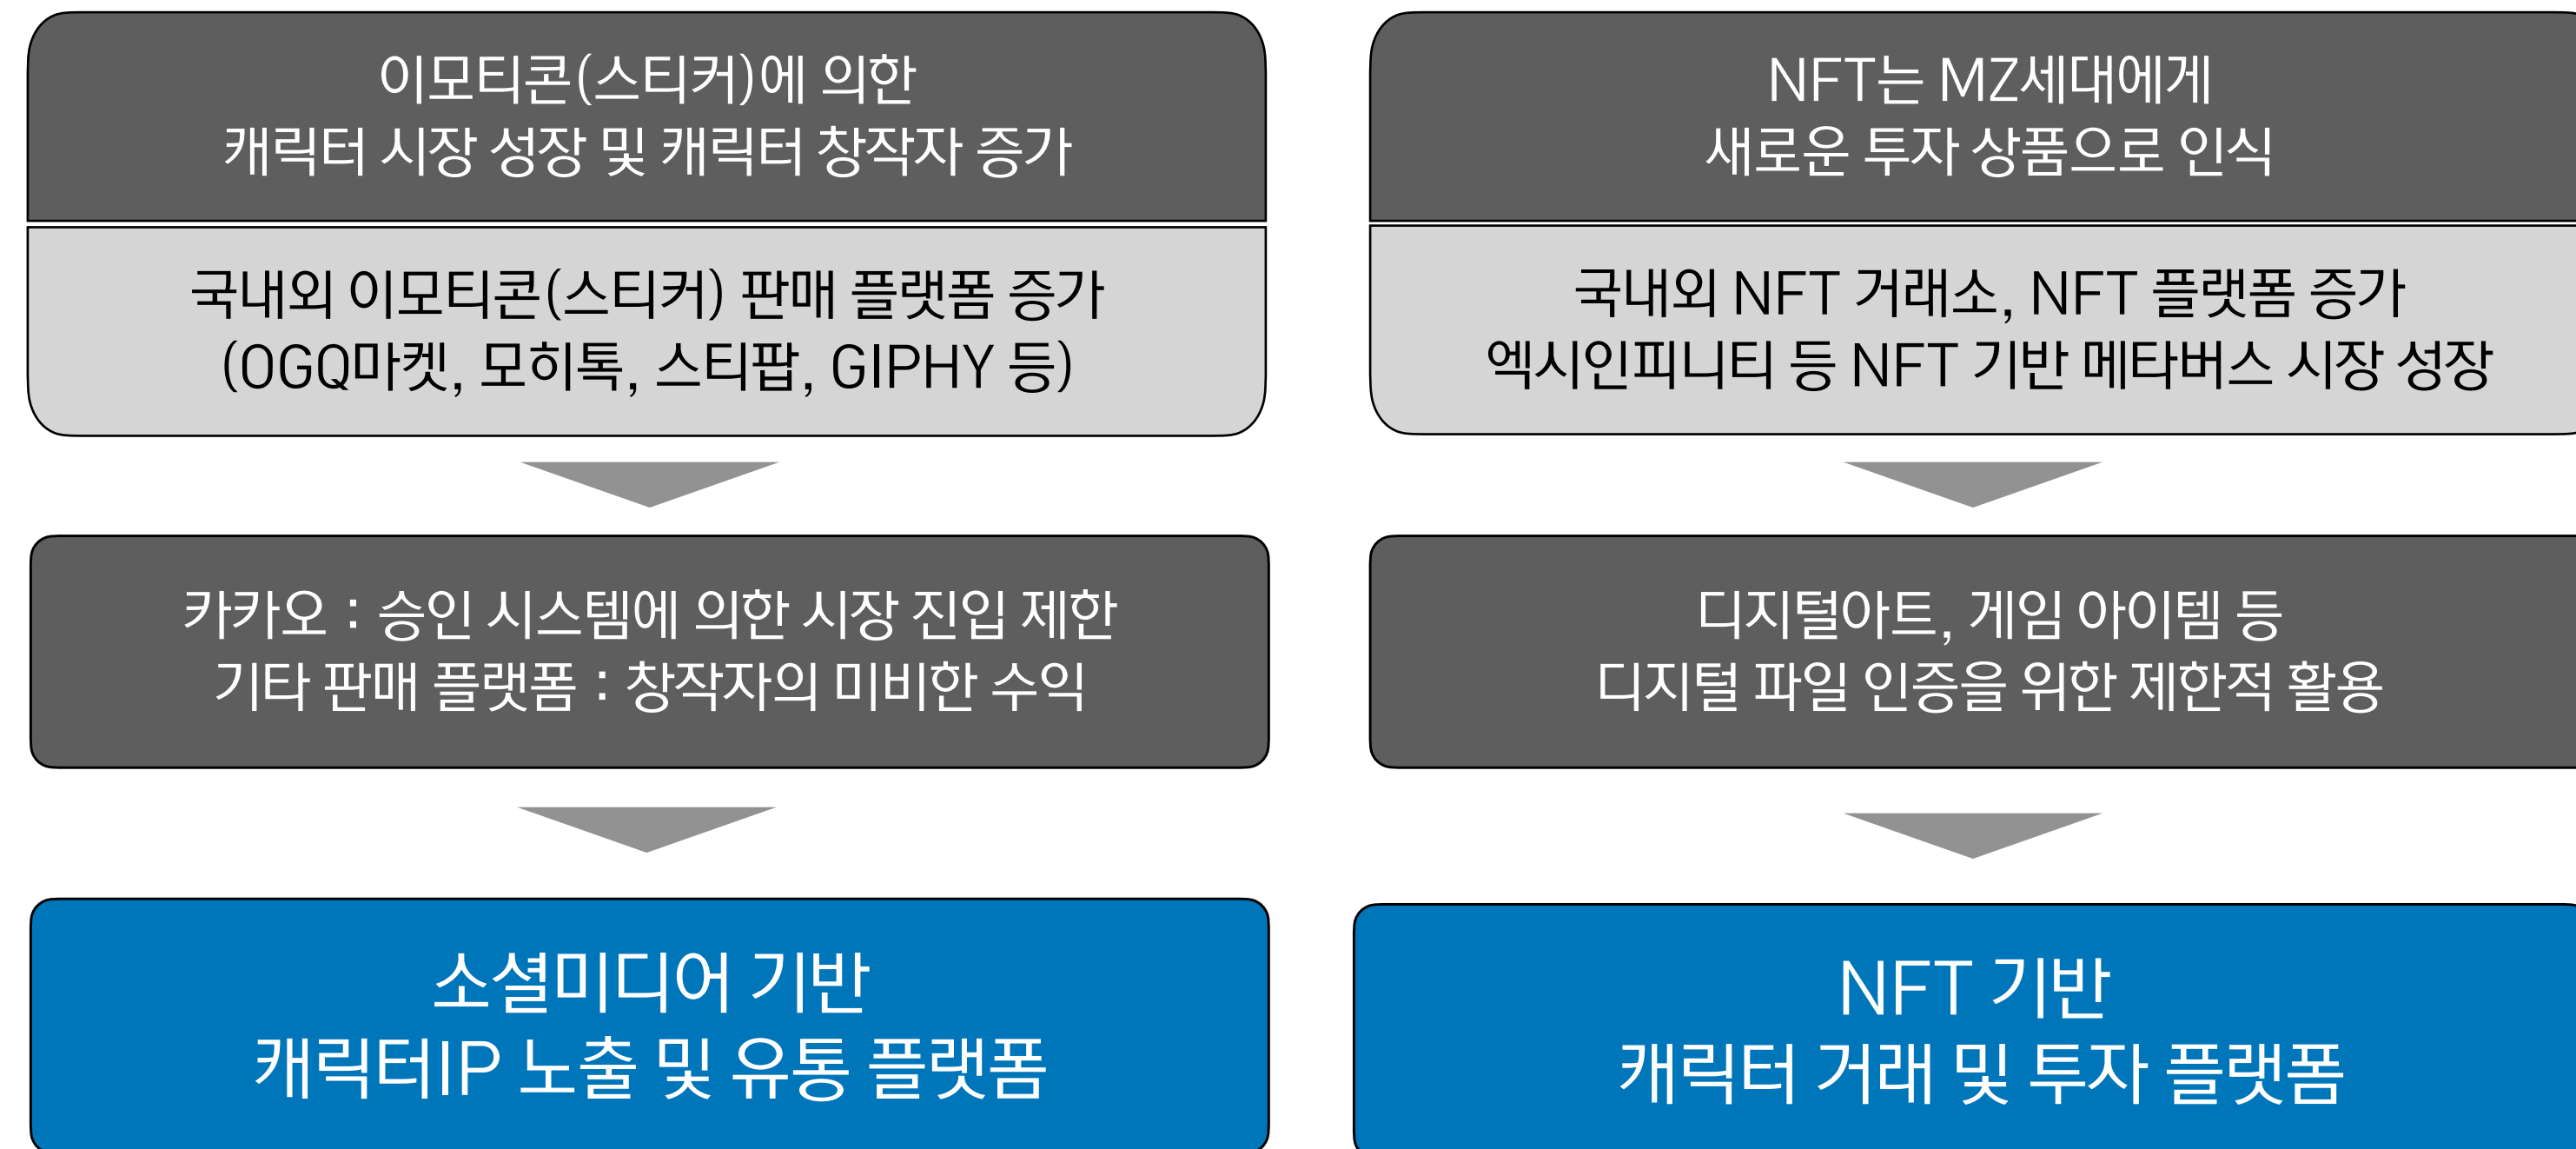 이모티콘(스티커)에 의한
캐릭터 시장 성장 및 캐릭터 창작자 증가
국내외 이모티콘(스티커) 판매 플랫폼 증가
(OGQ마켓, 모히톡, 스티팝, GIPHY 등)
카카오 : 승인 시스템에 의한 시장 진입 제한
기타 판매 플랫폼 : 창작자의 미비한 수익
소셜미디어 기반
캐릭터IP 노출 및 유통 플랫폼
NFT는 MZ세대에게
새로운 투자 상품으로 인식
국내외 NFT 거래소, NFT 플랫폼 증가
엑시인피니티 등 NFT 기반 메타버스 시장 성장
디지털아트, 게임 아이템 등
디지털 파일 인증을 위한 제한적 활용
NFT 기반
캐릭터 거래 및 투자 플랫폼